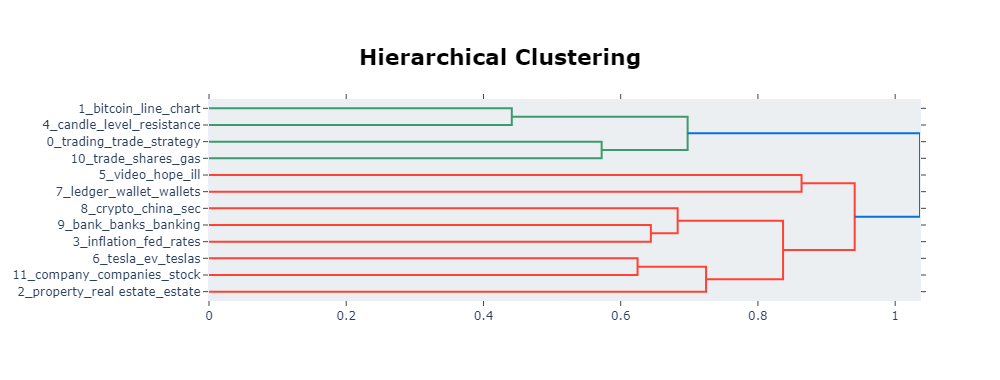 Hierarchical Clustering
1_bitcoin_line_chart
4_candle_level_resistance
0_trading_trade_strategy
10_trade_shares_gas
5_video_hope_ill
7_ledger_wallet_wallets
8_crypto_china_sec
9_bank_banks_banking
3_inflation_fed_rates
6_tesla_ev_teslas
11_company_companies_stock
2_property_real estate_estate
0 0.2 0.4 0.6 0.8 1